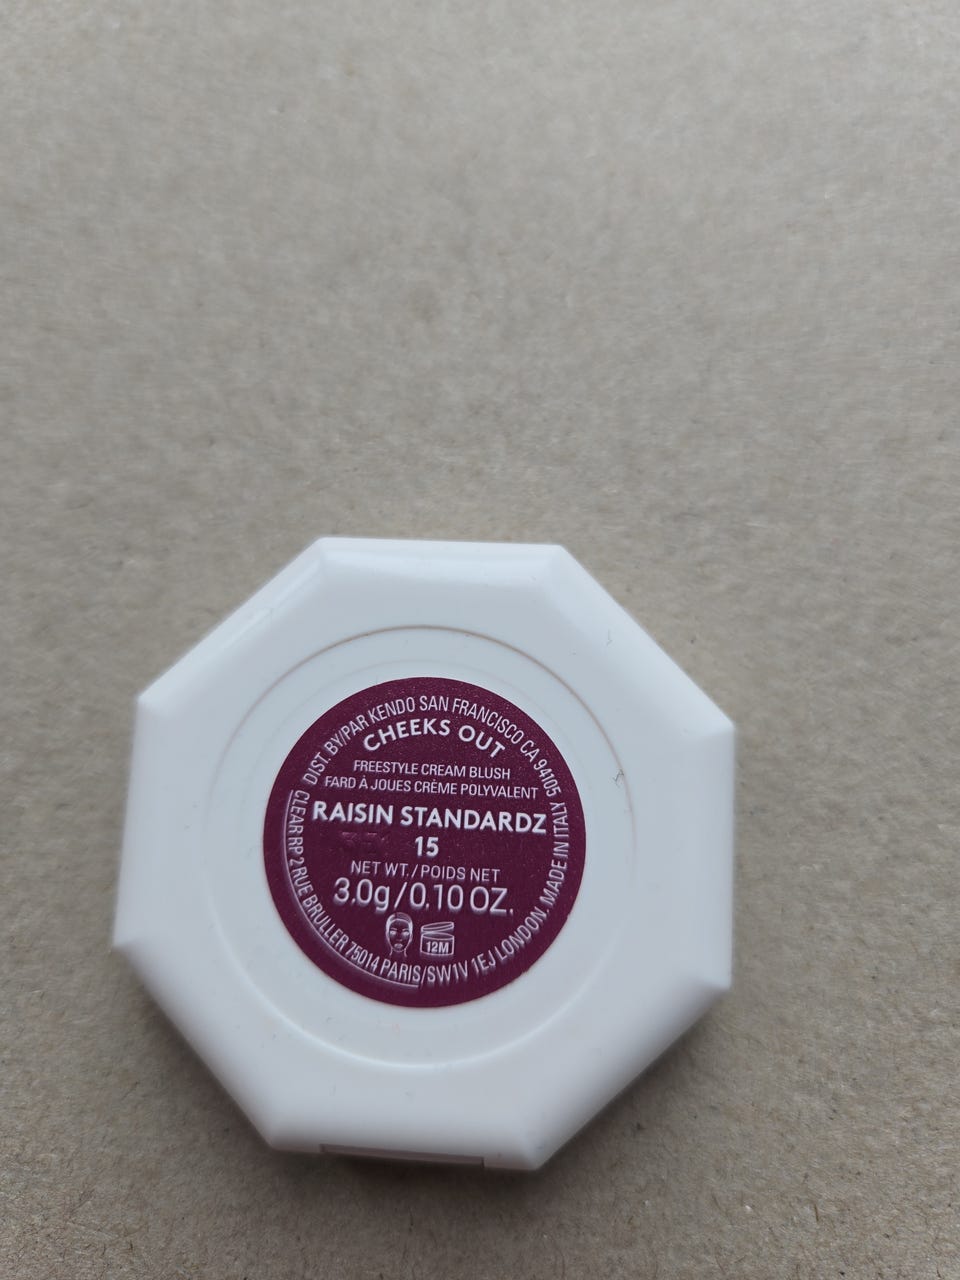 DIST. BY/PAR KENDO SAN FRANCISCO CA 94105
CHEEKS OUT
FREESTYLE CREAM BLUSH
FARD À JOUES CRÈME POLYVALENT
RAISIN STANDARDZ
15
NET WT./POIDS NET
3.0g/0.10 OZ.
12M
CLEAR RP 2 RUE BRULLER 75014 PARIS/SW1V 1EJ LONDON. MADE IN ITALY